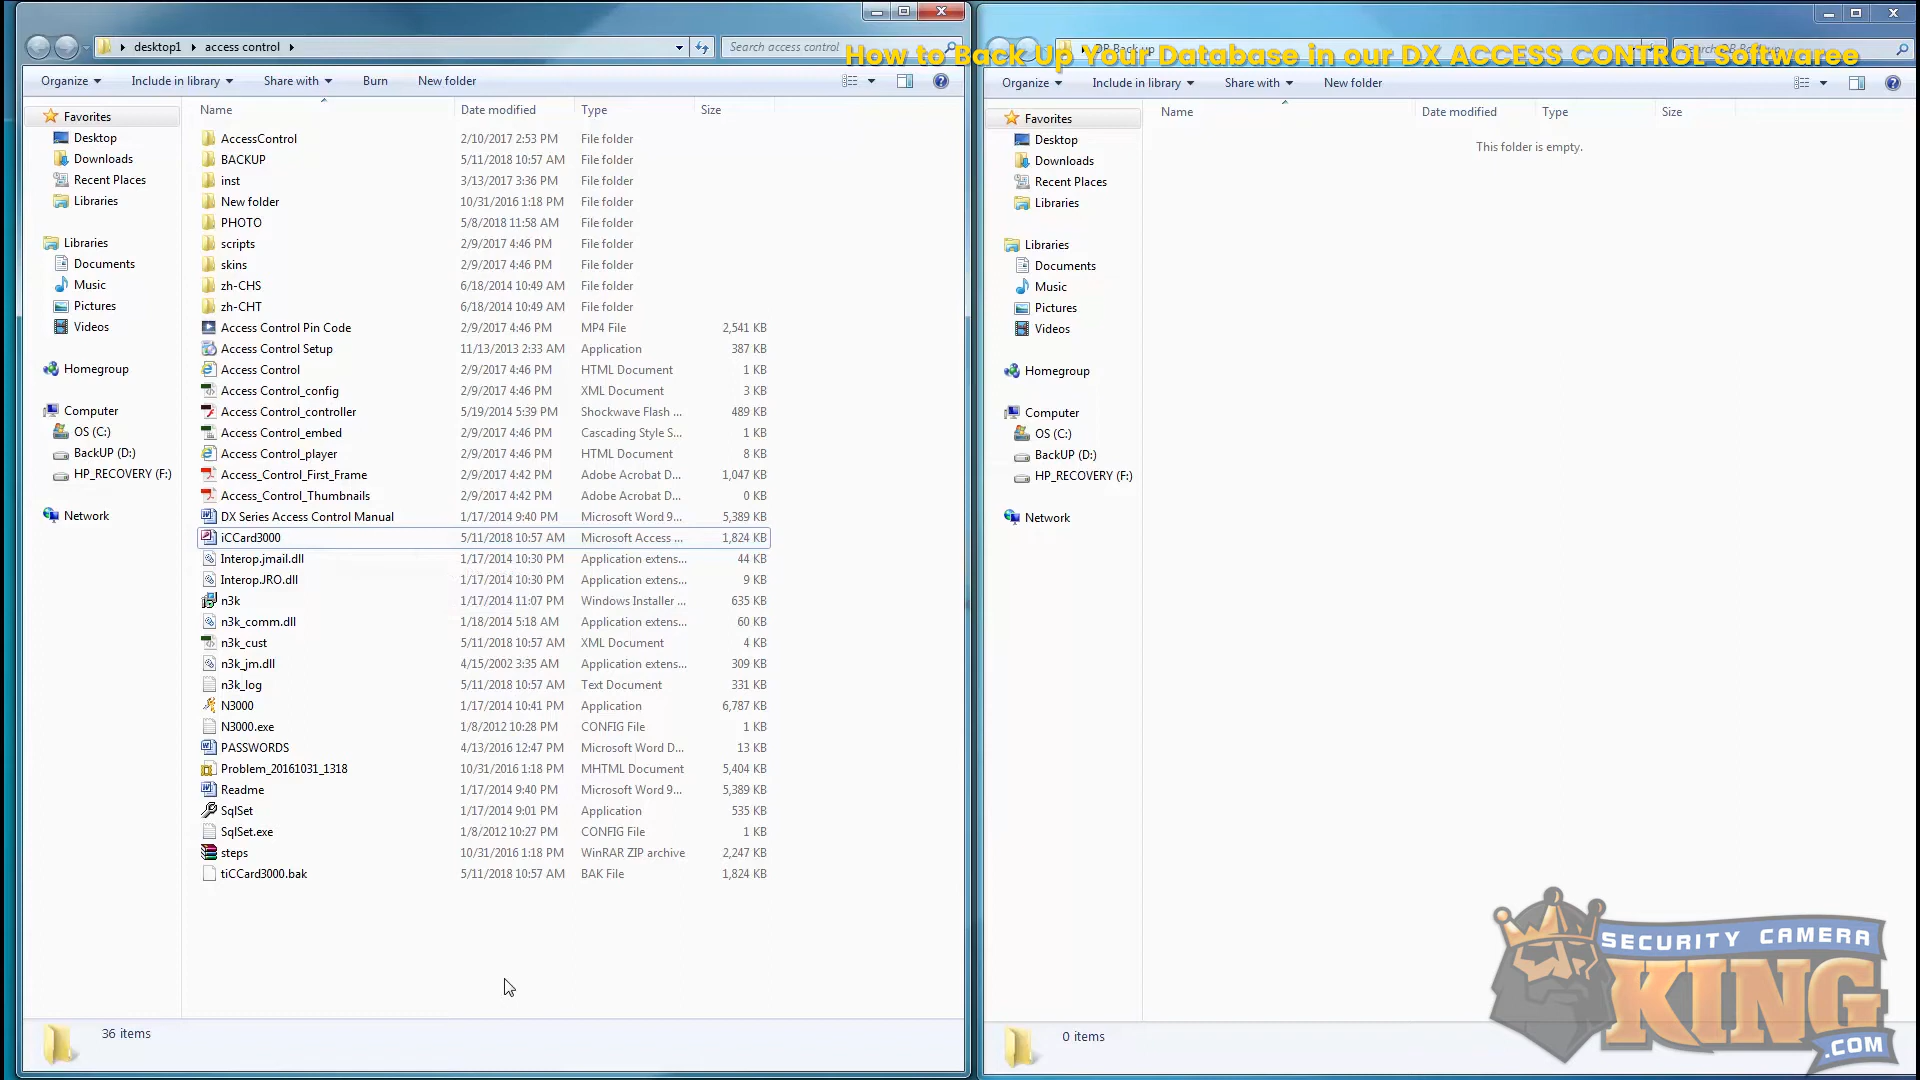 How to Back Up Your Database in our DX ACCESS CONTROL Softwaree
desktop1 access control
Search access control
Organize Include in library Share with Burn New folder
Favorites
Desktop
Downloads
Recent Places
Libraries
Libraries
Documents
Music
Pictures
Videos
Homegroup
Computer
OS (C:)
BackUP (D:)
HP_RECOVERY (F:)
Network
Name Date modified Type Size
AccessControl 2/10/2017 2:53 PM File folder
BACKUP 5/11/2018 10:57 AM File folder
inst 3/13/2017 3:36 PM File folder
New folder 10/31/2016 1:18 PM File folder
PHOTO 5/8/2018 11:58 AM File folder
scripts 2/9/2017 4:46 PM File folder
skins 2/9/2017 4:46 PM File folder
zh-CHS 6/18/2014 10:49 AM File folder
zh-CHT 6/18/2014 10:49 AM File folder
Access Control Pin Code 2/9/2017 4:46 PM MP4 File 2,541 KB
Access Control Setup 11/13/2013 2:33 AM Application 387 KB
Access Control 2/9/2017 4:46 PM HTML Document 1 KB
Access Control_config 2/9/2017 4:46 PM XML Document 3 KB
Access Control_controller 5/19/2014 5:39 PM Shockwave Flash ... 489 KB
Access Control_embed 2/9/2017 4:46 PM Cascading Style S... 1 KB
Access Control_player 2/9/2017 4:46 PM HTML Document 8 KB
Access_Control_First_Frame 2/9/2017 4:42 PM Adobe Acrobat D... 1,047 KB
Access_Control_Thumbnails 2/9/2017 4:42 PM Adobe Acrobat D... 0 KB
DX Series Access Control Manual 1/17/2014 9:40 PM Microsoft Word 9... 5,389 KB
iCCard3000 5/11/2018 10:57 AM Microsoft Access ... 1,824 KB
Interop.jmail.dll 1/17/2014 10:30 PM Application extens... 44 KB
Interop.JRO.dll 1/17/2014 10:30 PM Application extens... 9 KB
n3k 1/17/2014 11:07 PM Windows Installer ... 635 KB
n3k_comm.dll 1/18/2014 5:18 AM Application extens... 60 KB
n3k_cust 5/11/2018 10:57 AM XML Document 4 KB
n3k_jm.dll 4/15/2002 3:35 AM Application extens... 309 KB
n3k_log 5/11/2018 10:57 AM Text Document 331 KB
N3000 1/17/2014 10:41 PM Application 6,787 KB
N3000.exe 1/8/2012 10:28 PM CONFIG File 1 KB
PASSWORDS 4/13/2016 12:47 PM Microsoft Word D... 13 KB
Problem_20161031_1318 10/31/2016 1:18 PM MHTML Document 5,404 KB
Readme 1/17/2014 9:40 PM Microsoft Word 9... 5,389 KB
SqlSet 1/17/2014 9:01 PM Application 535 KB
SqlSet.exe 1/8/2012 10:27 PM CONFIG File 1 KB
steps 10/31/2016 1:18 PM WinRAR ZIP archive 2,247 KB
tiCCard3000.bak 5/11/2018 10:57 AM BAK File 1,824 KB
36 items
DB Back up
Search DB Back up
Organize Include in library Share with New folder
Favorites
Desktop
Downloads
Recent Places
Libraries
Libraries
Documents
Music
Pictures
Videos
Homegroup
Computer
OS (C:)
BackUP (D:)
HP_RECOVERY (F:)
Network
Name Date modified Type Size
This folder is empty.
0 items
SECURITY CAMERA
KING
.COM